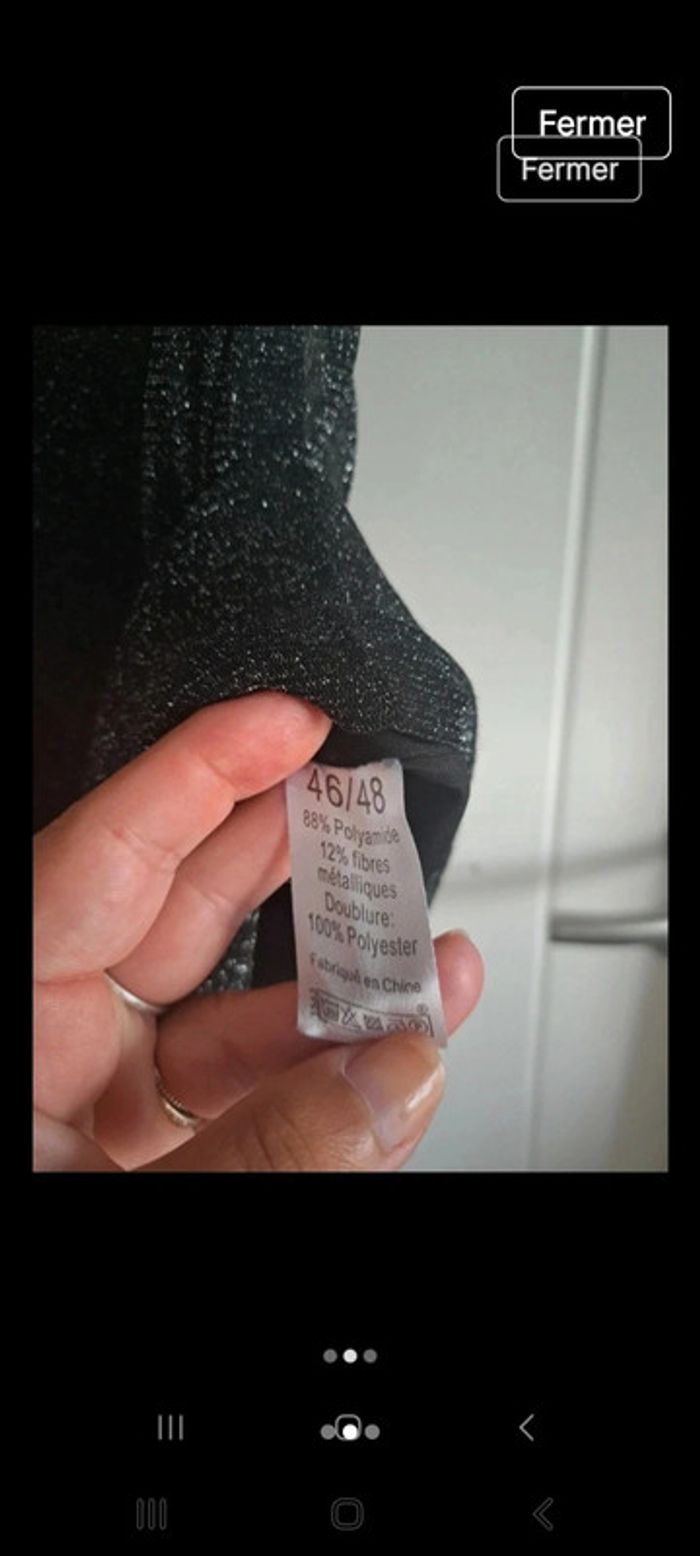 Fermer
Fermer
46/48
88% Polyamide
12% fibres
métalliques
Doublure:
100% Polyester
Fabriqué en Chine